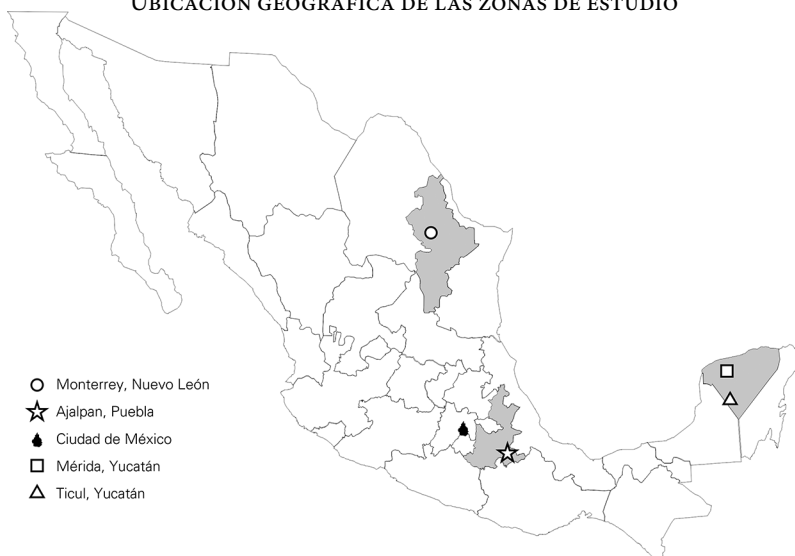 UBICACIÓN GEOGRÁFICA DE LAS ZONAS DE ESTUDIO
Monterrey, Nuevo León
Ajalpan, Puebla
Ciudad de México
Mérida, Yucatán
Ticul, Yucatán